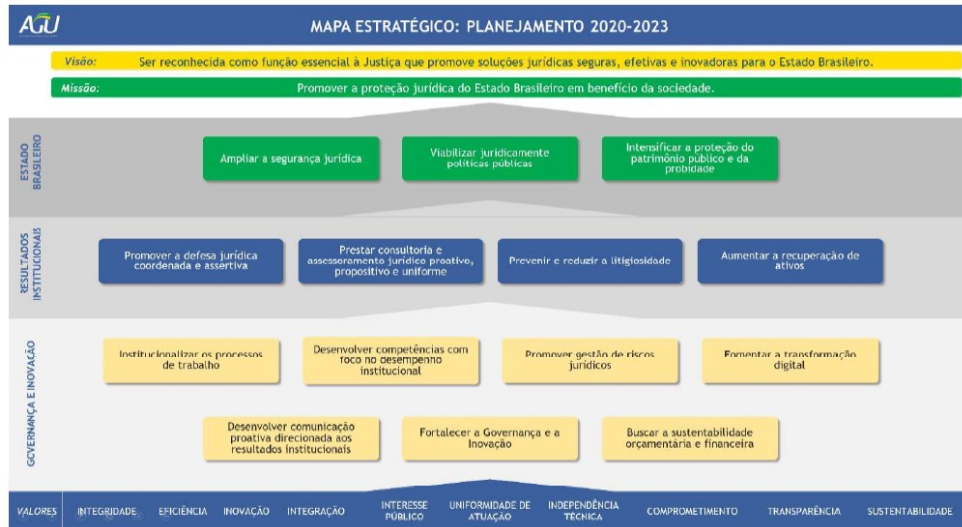 AGU
MAPA ESTRATÉGICO: PLANEJAMENTO 2020-2023
Visão: Ser reconhecida como função essencial à Justiça que promove soluções jurídicas seguras, efetivas e inovadoras para o Estado Brasileiro.
Missão: Promover a proteção jurídica do Estado Brasileiro em benefício da sociedade.
ESTADO
BRASILEIRO
Ampliar a segurança jurídica
Viabilizar juridicamente
políticas públicas
Intensificar a proteção do
patrimônio público e da
probidade
RESULTADOS
INSTITUCIONAIS
Promover a defesa jurídica
coordenada e assertiva
Prestar consultoria e
assessoramento jurídico proativo,
propositivo e uniforme
Prevenir e reduzir a litigiosidade
Aumentar a recuperação de
ativos
GOVERNANÇA E INOVAÇÃO
Institucionalizar os processos
de trabalho
Desenvolver competências com
foco no desempenho
institucional
Promover gestão de riscos
jurídicos
Fomentar a transformação
digital
Desenvolver comunicação
proativa direcionada aos
resultados institucionais
Fortalecer a Governança e a
Inovação
Buscar a sustentabilidade
orçamentária e financeira
VALORES
INTEGRIDADE
EFICIÊNCIA
INOVAÇÃO
INTEGRAÇÃO
INTERESSE
PÚBLICO
UNIFORMIDADE DE
ATUAÇÃO
INDEPENDÊNCIA
TÉCNICA
COMPROMETIMENTO
TRANSPARÊNCIA
SUSTENTABILIDADE